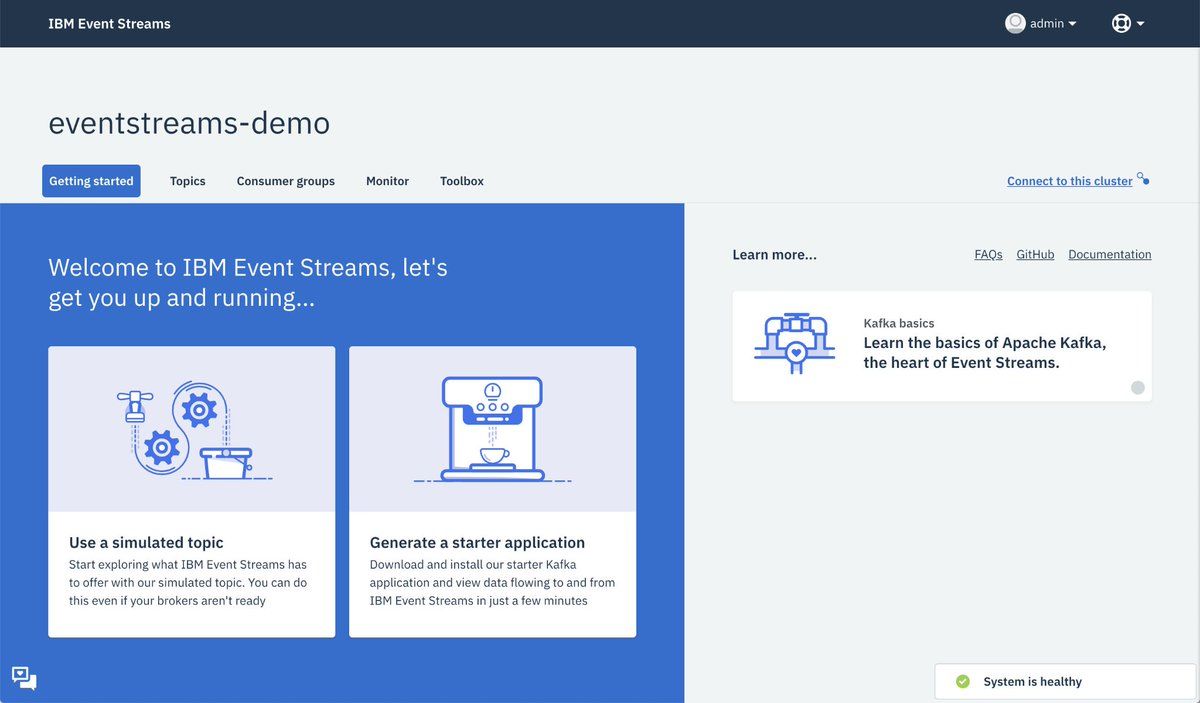 IBM Event Streams
admin
eventstreams-demo
Getting started
Topics
Consumer groups
Monitor
Toolbox
Connect to this cluster
Welcome to IBM Event Streams, let's
get you up and running...
Use a simulated topic
Start exploring what IBM Event Streams has
to offer with our simulated topic. You can do
this even if your brokers aren't ready
Generate a starter application
Download and install our starter Kafka
application and view data flowing to and from
IBM Event Streams in just a few minutes
Learn more...
FAQs
GitHub
Documentation
Kafka basics
Learn the basics of Apache Kafka,
the heart of Event Streams.
System is healthy